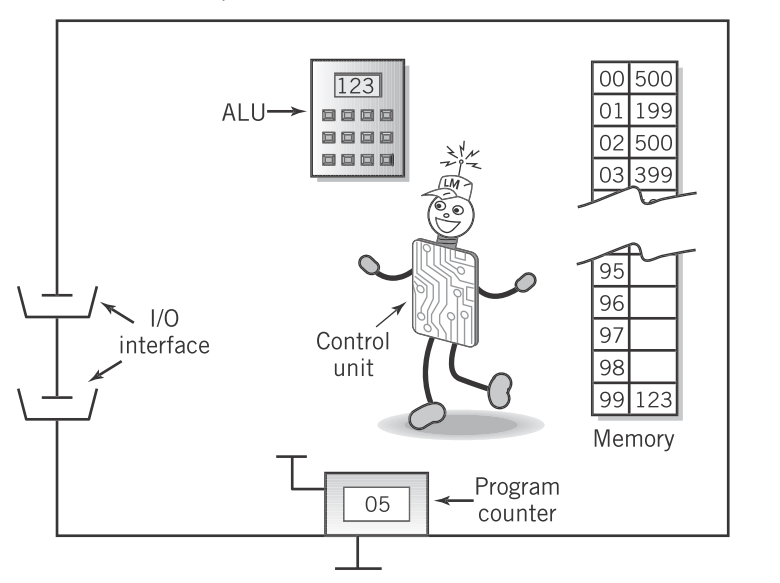 123
ALU
00 500
01 199
02 500
03 399
LM
95
96
97
98
99 123
Memory
I/O
interface
Control
unit
05
Program
counter